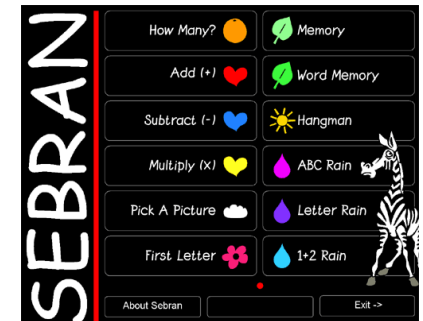 SEBRAN
How Many?
Memory
Add (+)
Word Memory
Subtract (-)
Hangman
Multiply (x)
ABC Rain
Pick A Picture
Letter Rain
First Letter
1+2 Rain
About Sebran
Exit ->